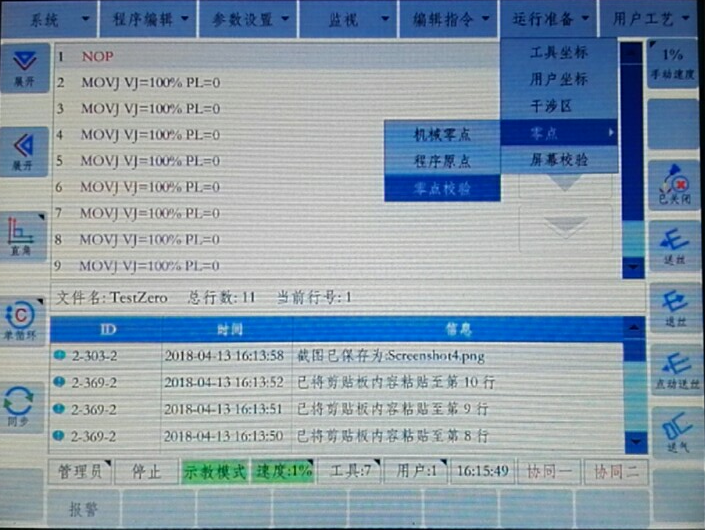 系统 程序编辑 参数设置 监视 编辑指令 运行准备 用户工艺
展开
展开
直角
单循环
同步
1 NOP
2 MOVJ VJ=100% PL=0
3 MOVJ VJ=100% PL=0
4 MOVJ VJ=100% PL=0
5 MOVJ VJ=100% PL=0
6 MOVJ VJ=100% PL=0
7 MOVJ VJ=100% PL=0
8 MOVJ VJ=100% PL=0
9 MOVJ VJ=100% PL=0
工具坐标
用户坐标
干涉区
零点
屏幕校验
机械零点
程序原点
零点校验
1%
手动速度
已关闭
送丝
送丝
点动送丝
送气
文件名: TestZero 总行数: 11 当前行号: 1
ID 时间 信息
2-303-2 2018-04-13 16:13:58 截图已保存为:Screenshot4.png
2-369-2 2018-04-13 16:13:52 已将剪贴板内容粘贴至第 10 行
2-369-2 2018-04-13 16:13:51 已将剪贴板内容粘贴至第 9 行
2-369-2 2018-04-13 16:13:50 已将剪贴板内容粘贴至第 8 行
管理员 停止 示教模式 速度:1% 工具:7 用户:1 16:15:49 协同一 协同二
报警